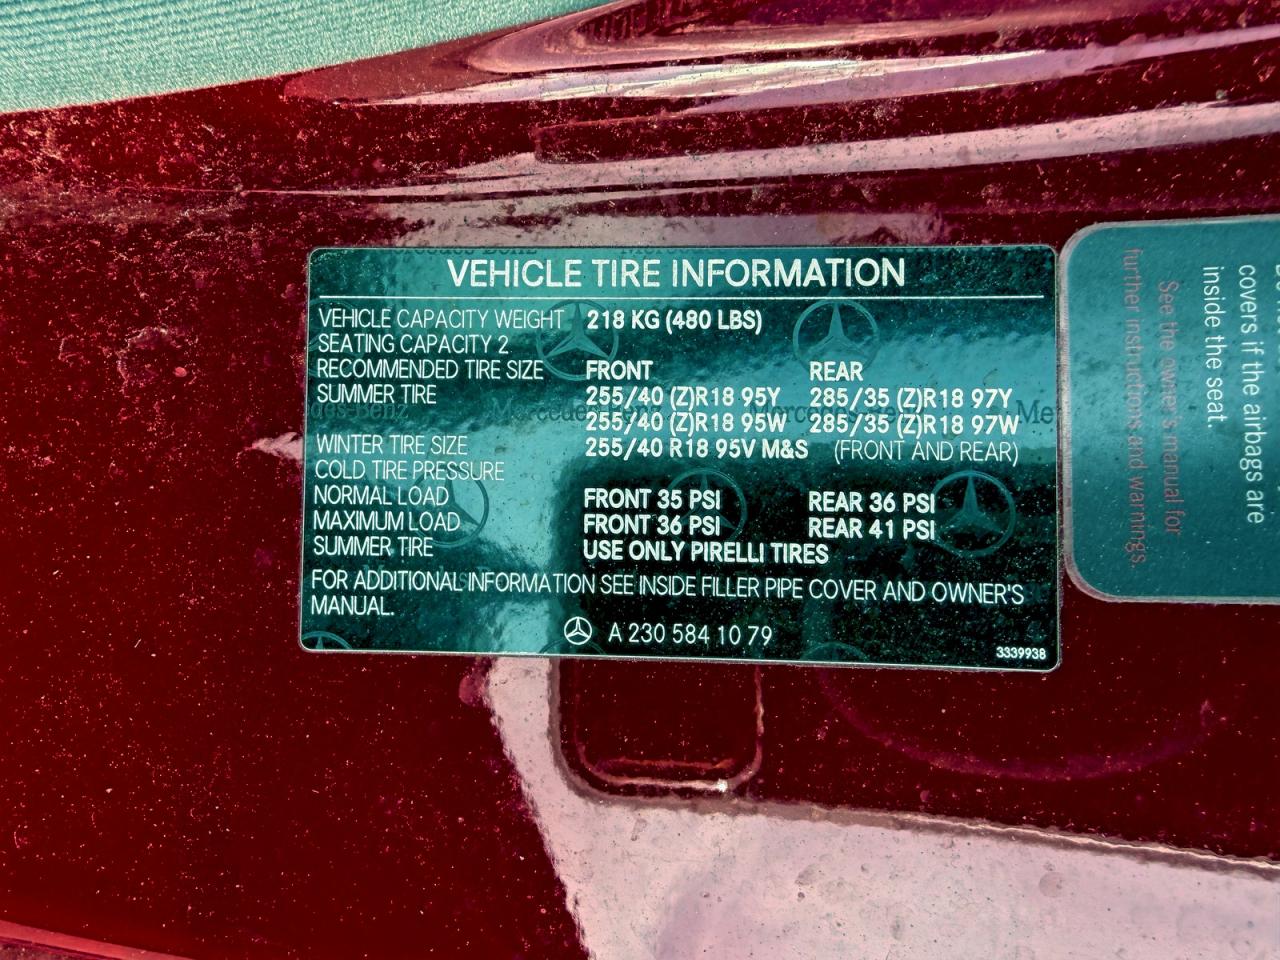 VEHICLE TIRE INFORMATION
VEHICLE CAPACITY WEIGHT 218 KG (480 LBS)
SEATING CAPACITY 2
RECOMMENDED TIRE SIZE FRONT REAR
SUMMER TIRE 255/40 (Z)R18 95Y 285/35 (Z)R18 97Y
255/40 (Z)R18 95W 285/35 (Z)R18 97W
WINTER TIRE SIZE 255/40 R18 95V M&S (FRONT AND REAR)
COLD TIRE PRESSURE
NORMAL LOAD FRONT 35 PSI REAR 36 PSI
MAXIMUM LOAD FRONT 36 PSI REAR 41 PSI
SUMMER TIRE USE ONLY PIRELLI TIRES
FOR ADDITIONAL INFORMATION SEE INSIDE FILLER PIPE COVER AND OWNER'S
MANUAL.
A 230 584 10 79
3339938
covers if the airbags are
inside the seat.
See the owner's manual for
further instructions and warnings.